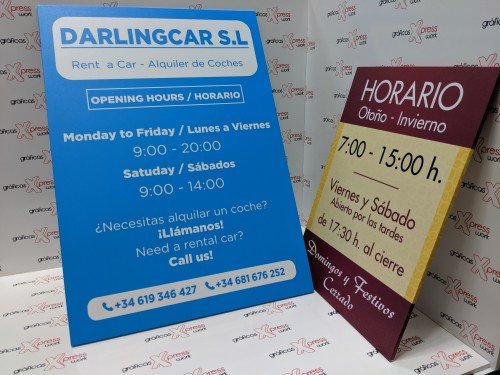 DARLINGCAR S.L
Rent a Car - Alquiler de Coches
OPENING HOURS / HORARIO
Monday to Friday / Lunes a Viernes
9:00 - 20:00
Satuday / Sábados
9:00 - 14:00
¿Necesitas alquilar un coche?
¡Llámanos!
Need a rental car?
Call us!
+34 619 346 427
+34 681 676 252
HORARIO
Otoño - Invierno
7:00 - 15:00 h.
Viernes y Sábado
Abierto por las tardes
de 17:30 h. al cierre
Domingos y Festivos
Cerrado
gráficas Xpress work